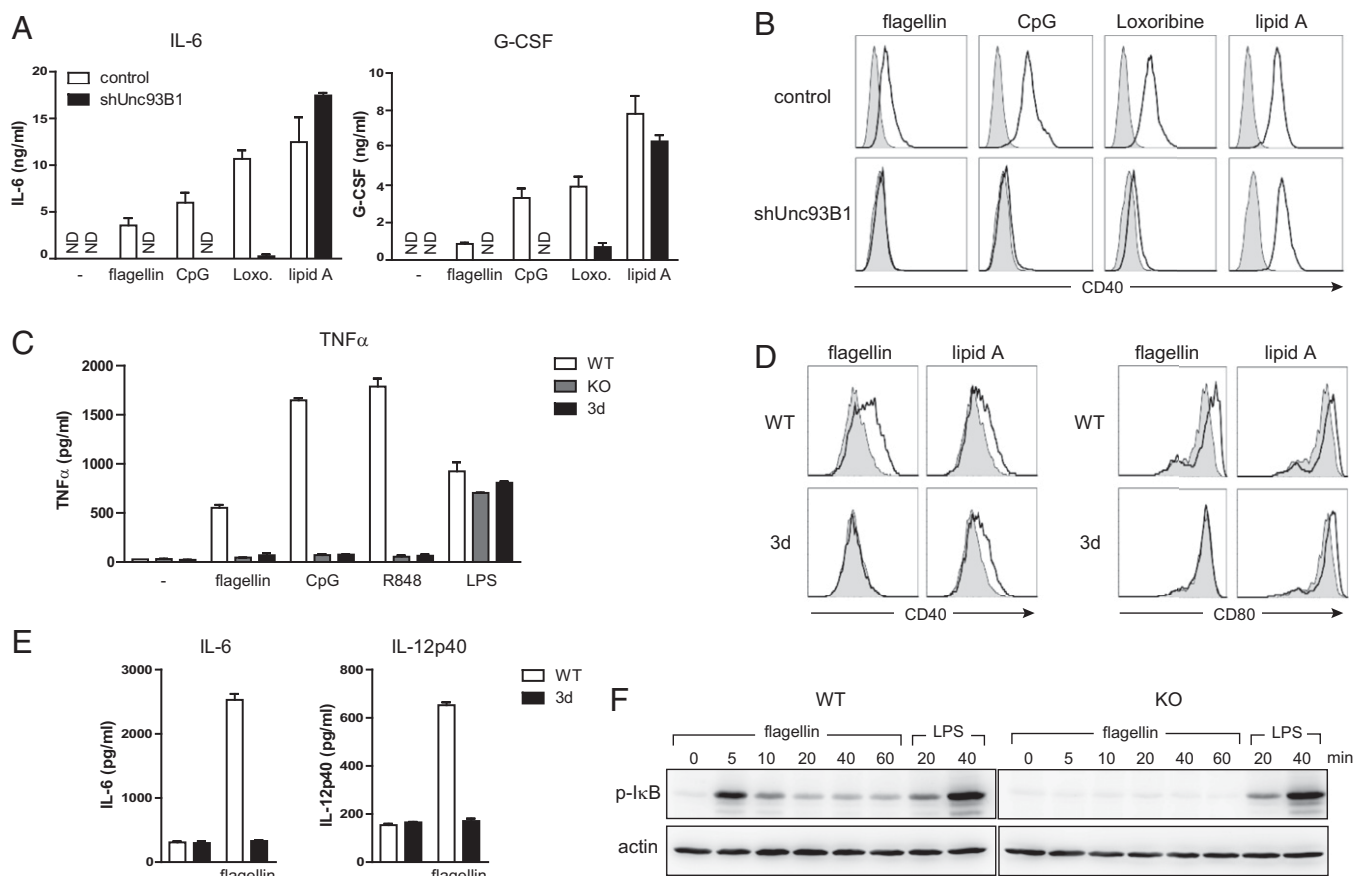 A
IL-6
G-CSF
control
shUnc93B1
IL-6 (ng/ml)
20
15
10
5
0
ND ND ND ND
- flagellin CpG Loxo. lipid A
G-CSF (ng/ml)
10
8
6
4
2
0
ND ND ND ND
- flagellin CpG Loxo. lipid A
B
flagellin CpG Loxoribine lipid A
control
shUnc93B1
CD40
C
TNFα
WT
KO
3d
TNFα (pg/ml)
2000
1500
1000
500
0
- flagellin CpG R848 LPS
D
flagellin lipid A flagellin lipid A
WT WT
3d 3d
CD40 CD80
E
IL-6
IL-12p40
WT
3d
IL-6 (pg/ml)
3000
2000
1000
0
flagellin
IL-12p40 (pg/ml)
800
600
400
200
0
flagellin
F
WT KO
flagellin LPS flagellin LPS
0 5 10 20 40 60 20 40 0 5 10 20 40 60 20 40 min
p-IκB
actin